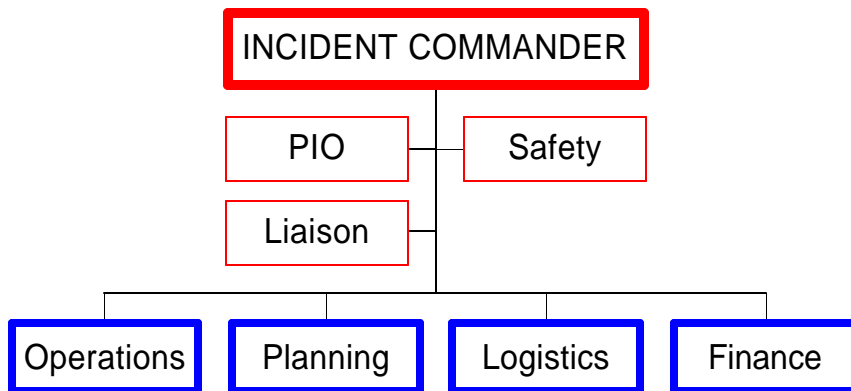 INCIDENT COMMANDER
PIO
Safety
Liaison
Operations
Planning
Logistics
Finance